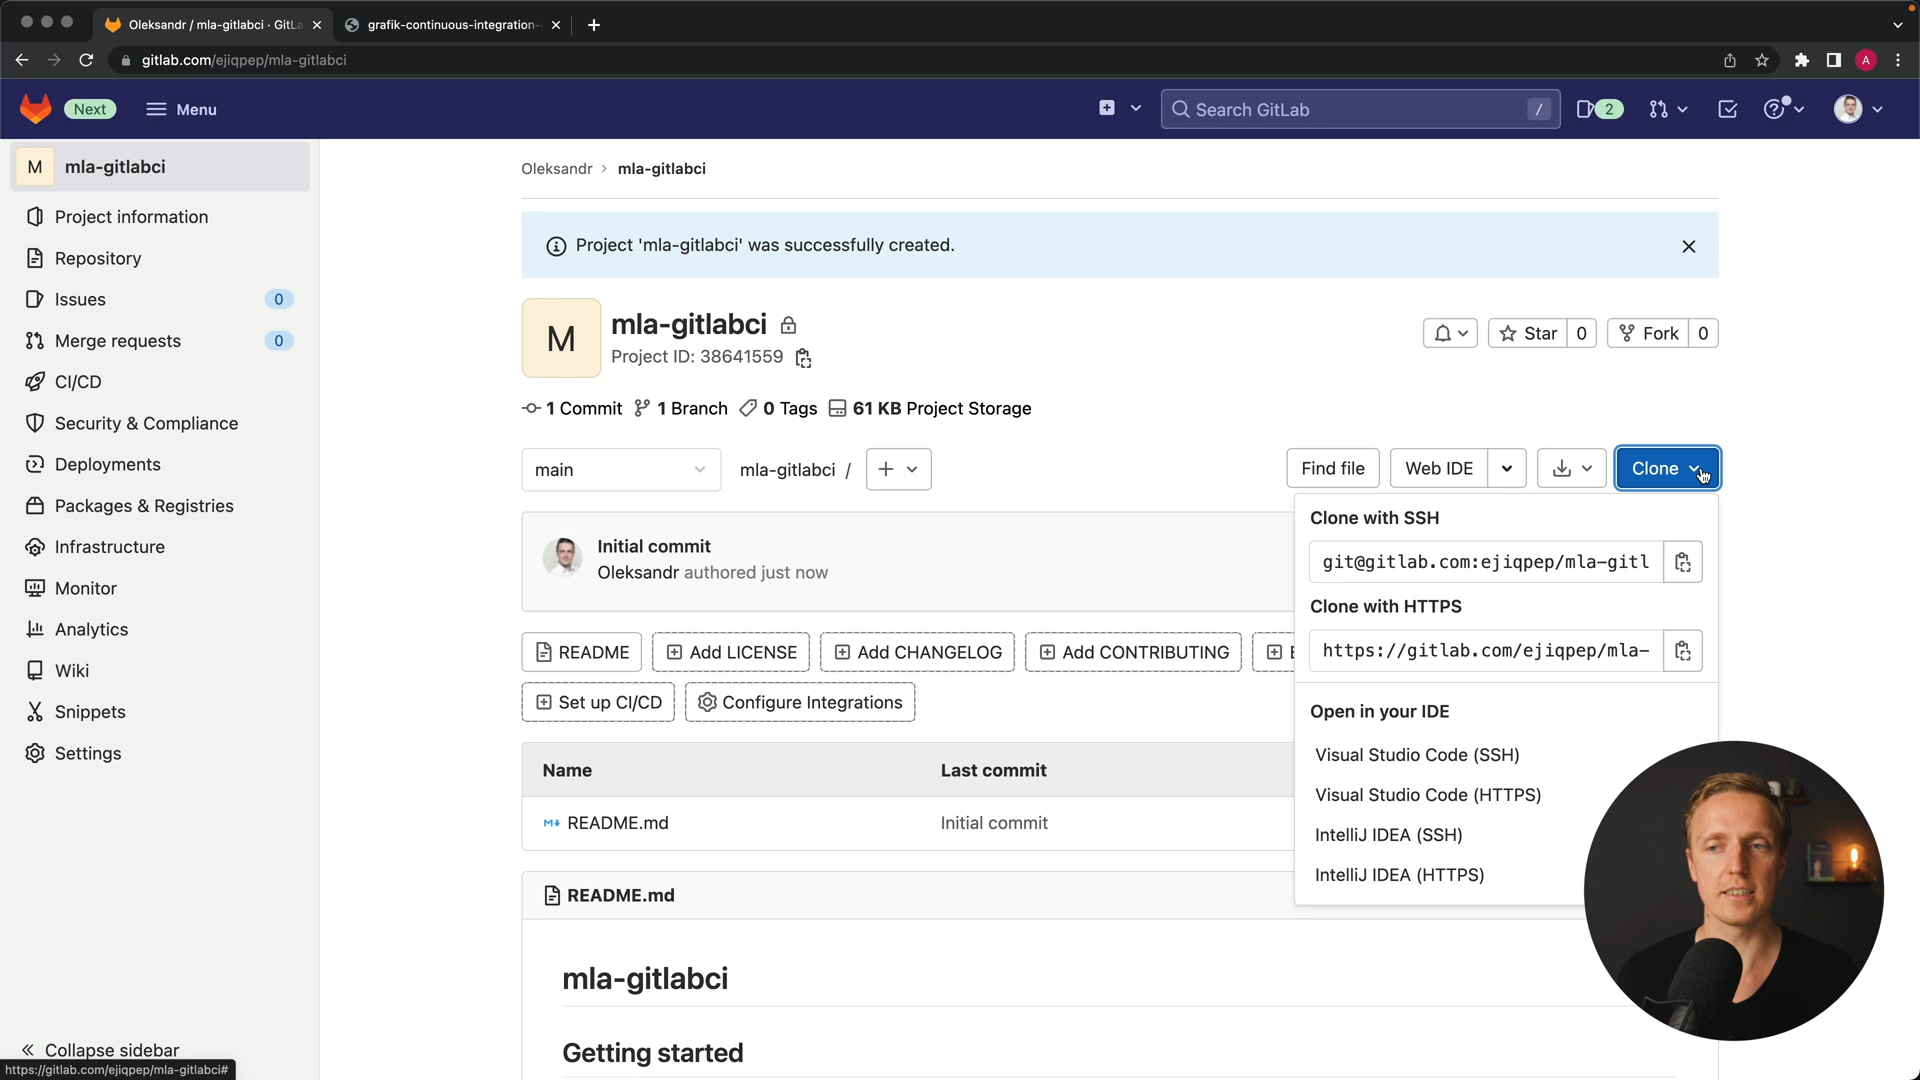 Oleksandr / mla-gitlabci · GitLa
grafik-continuous-integration-
gitlab.com/ejiqpep/mla-gitlabci
A
Next
Menu
Search GitLab
/
2
M
mla-gitlabci
Project information
Repository
Issues
0
Merge requests
0
CI/CD
Security & Compliance
Deployments
Packages & Registries
Infrastructure
Monitor
Analytics
Wiki
Snippets
Settings
Collapse sidebar
https://gitlab.com/ejiqpep/mla-gitlabci#
Oleksandr > mla-gitlabci
Project 'mla-gitlabci' was successfully created.
M
mla-gitlabci
Project ID: 38641559
Star 0
Fork 0
1 Commit 1 Branch 0 Tags 61 KB Project Storage
main
mla-gitlabci /
Find file
Web IDE
Clone
Initial commit
Oleksandr authored just now
README
Add LICENSE
Add CHANGELOG
Add CONTRIBUTING
Set up CI/CD
Configure Integrations
Name
Last commit
README.md
Initial commit
README.md
mla-gitlabci
Getting started
Clone with SSH
git@gitlab.com:ejiqpep/mla-gitl
Clone with HTTPS
https://gitlab.com/ejiqpep/mla-
Open in your IDE
Visual Studio Code (SSH)
Visual Studio Code (HTTPS)
IntelliJ IDEA (SSH)
IntelliJ IDEA (HTTPS)